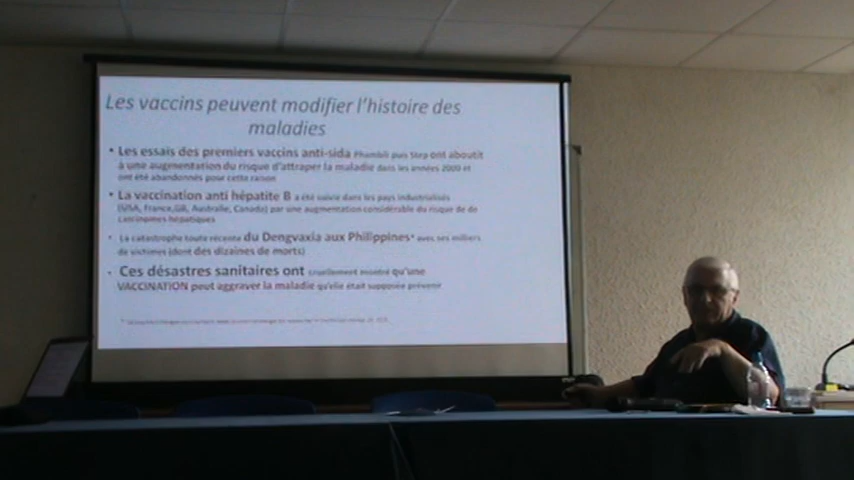 Les vaccins peuvent modifier l'histoire des
maladies
• Les essais des premiers vaccins anti-sida Phambili puis Step ont aboutit
à une augmentation du risque d'attraper la maladie dans les années 2009 et
ont été abandonnés pour cette raison
• La vaccination anti hépatite B a été suivie dans les pays industrialisés
(USA, France,GB, Australie, Canada) par une augmentation considérable du risque de de
carcinomes hépatiques
• La catastrophe toute récente du Dengvaxia aux Philippines* avec ses milliers
de victimes (dont des dizaines de morts)
• Ces désastres sanitaires ont cruellement montré qu'une
VACCINATION peut aggraver la maladie qu'elle était supposée prévenir